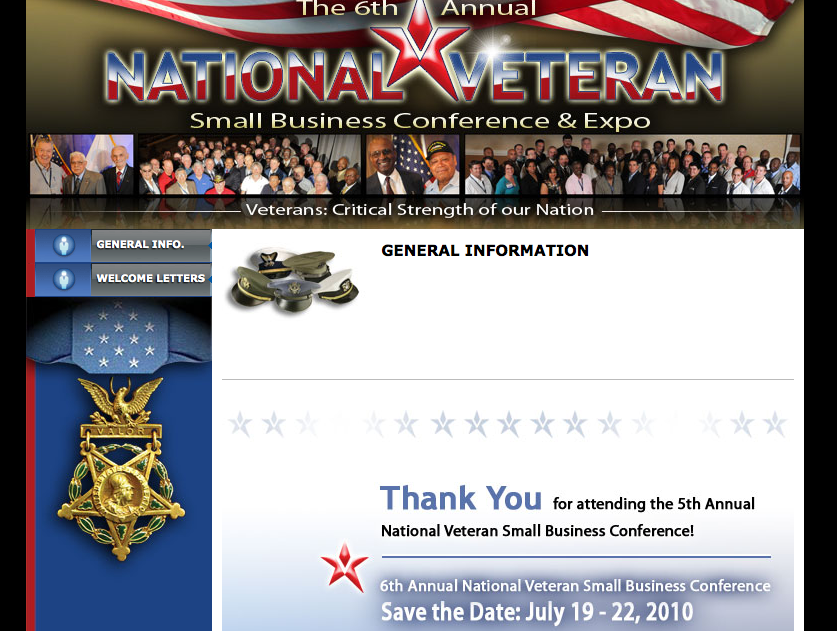 The 6th Annual
NATIONAL VETERAN
Small Business Conference & Expo
Veterans: Critical Strength of our Nation
GENERAL INFO.
WELCOME LETTERS
VALOR
GENERAL INFORMATION
Thank You for attending the 5th Annual
National Veteran Small Business Conference!
6th Annual National Veteran Small Business Conference
Save the Date: July 19 - 22, 2010